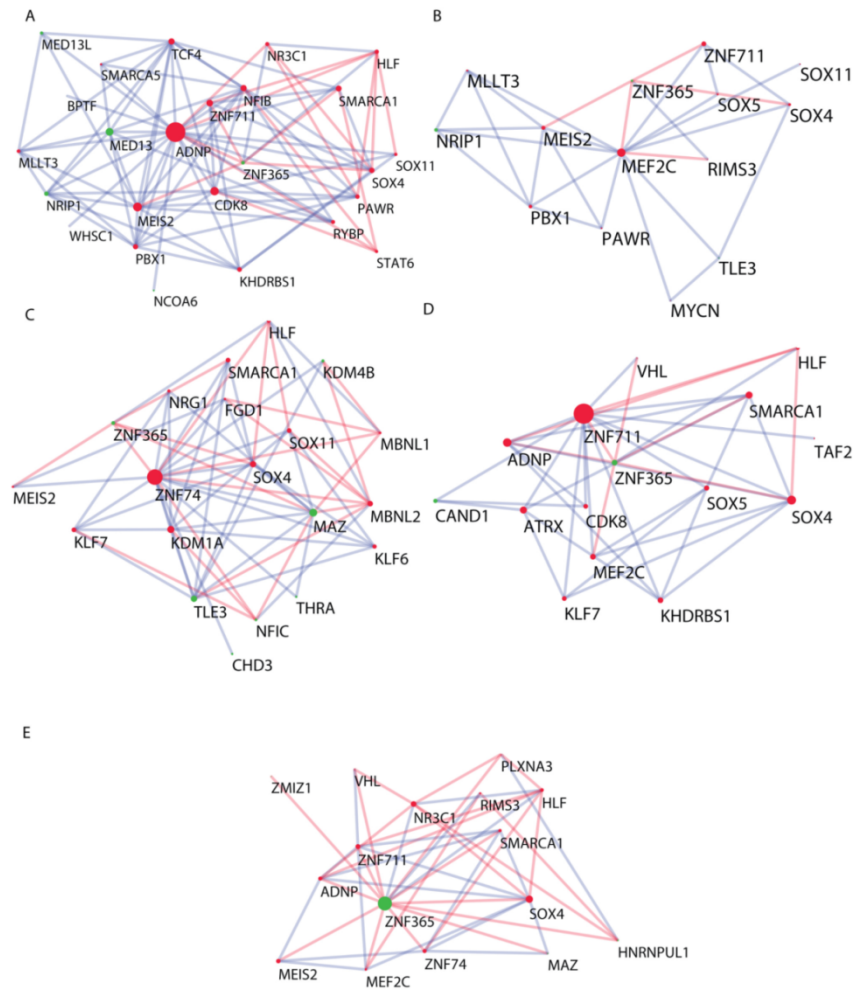 A
MED13L
TCF4
NR3C1
HLF
SMARCA5
BPTF
NFIB
SMARCA1
ZNF711
MED13
ADNP
MLLT3
SOX11
ZNF365
SOX4
NRIP1
CDK8
PAWR
MEIS2
WHSC1
RYBP
PBX1
STAT6
KHDRBS1
NCOA6
B
ZNF711
MLLT3
SOX11
ZNF365
SOX5
SOX4
NRIP1
MEIS2
MEF2C
RIMS3
PBX1
PAWR
TLE3
MYCN
C
HLF
SMARCA1
KDM4B
NRG1
FGD1
ZNF365
SOX11
MBNL1
SOX4
MEIS2
ZNF74
MBNL2
MAZ
KLF7
KDM1A
KLF6
THRA
TLE3
NFIC
CHD3
D
VHL
HLF
SMARCA1
ZNF711
TAF2
ADNP
ZNF365
CAND1
SOX5
CDK8
SOX4
ATRX
MEF2C
KLF7
KHDRBS1
E
PLXNA3
ZMIZ1
VHL
RIMS3
HLF
NR3C1
SMARCA1
ZNF711
ADNP
SOX4
ZNF365
HNRNPUL1
ZNF74
MAZ
MEIS2
MEF2C